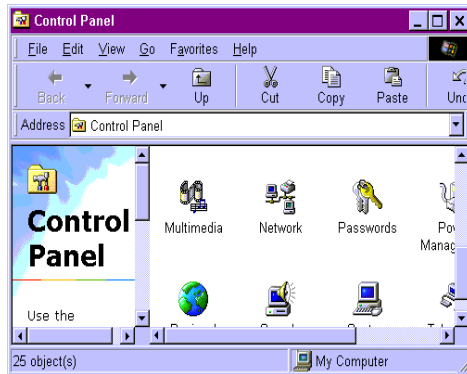 Control Panel
File Edit View Go Favorites Help
Back Forward Up Cut Copy Paste
Address Control Panel
Control
Panel
Use the
Multimedia Network Passwords
25 object(s) My Computer